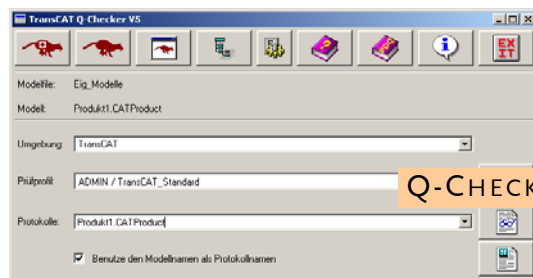 TransCAT Q-Checker V5
EX
IT
Modelfile: Eig_Modelle
Modell: Produkt1.CATProduct
Umgebung: TransCAT
Prüfprofil: ADMIN / TransCAT_Standard
Q-CHECK
Protokolle: Produkt1.CATProduct
Benutze den Modellnamen als Protokollnamen